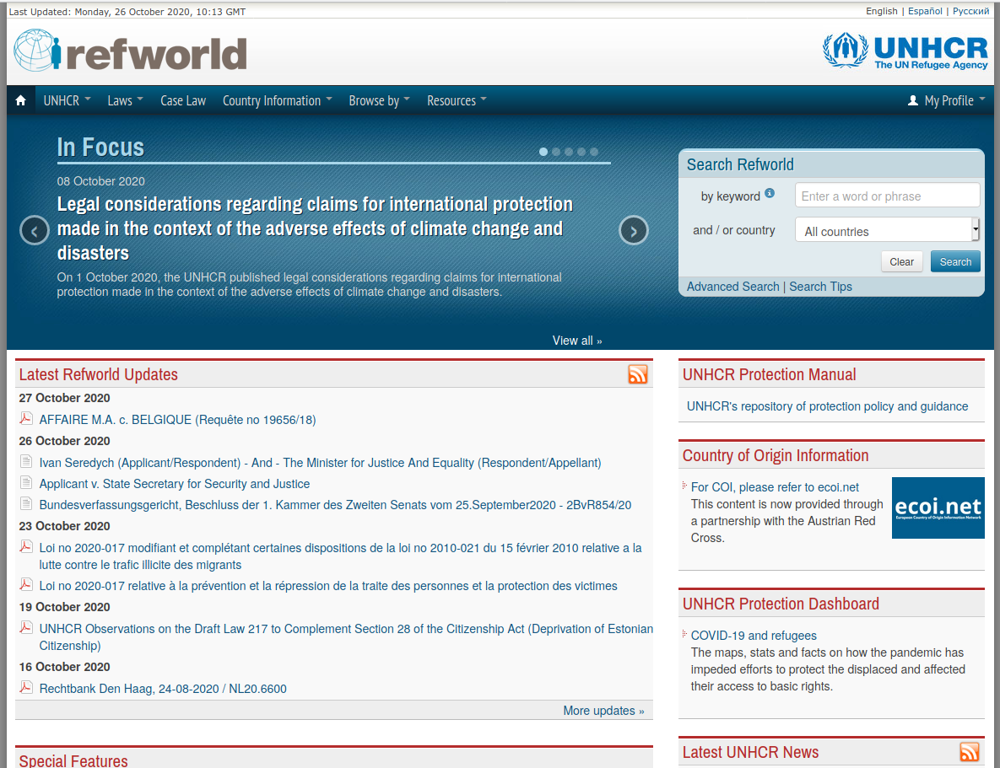 Last Updated: Monday, 26 October 2020, 10:13 GMT
English | Español | Русский
refworld
UNHCR
The UN Refugee Agency
UNHCR Laws Case Law Country Information Browse by Resources My Profile
In Focus
08 October 2020
Legal considerations regarding claims for international protection
made in the context of the adverse effects of climate change and
disasters
On 1 October 2020, the UNHCR published legal considerations regarding claims for international
protection made in the context of the adverse effects of climate change and disasters.
View all »
Search Refworld
by keyword
Enter a word or phrase
and / or country
All countries
Clear Search
Advanced Search | Search Tips
Latest Refworld Updates
27 October 2020
AFFAIRE M.A. c. BELGIQUE (Requête no 19656/18)
26 October 2020
Ivan Seredych (Applicant/Respondent) - And - The Minister for Justice And Equality (Respondent/Appellant)
Applicant v. State Secretary for Security and Justice
Bundesverfassungsgericht, Beschluss der 1. Kammer des Zweiten Senats vom 25.September2020 - 2BvR854/20
23 October 2020
Loi no 2020-017 modifiant et complétant certaines dispositions de la loi no 2010-021 du 15 février 2010 relative a la
lutte contre le trafic illicite des migrants
Loi no 2020-017 relative à la prévention et la répression de la traite des personnes et la protection des victimes
19 October 2020
UNHCR Observations on the Draft Law 217 to Complement Section 28 of the Citizenship Act (Deprivation of Estonian
Citizenship)
16 October 2020
Rechtbank Den Haag, 24-08-2020 / NL20.6600
More updates »
Special Features
UNHCR Protection Manual
UNHCR's repository of protection policy and guidance
Country of Origin Information
For COI, please refer to ecoi.net
This content is now provided through
a partnership with the Austrian Red
Cross.
ecoi.net
European Country of Origin Information Network
UNHCR Protection Dashboard
COVID-19 and refugees
The maps, stats and facts on how the pandemic has
impeded efforts to protect the displaced and affected
their access to basic rights.
Latest UNHCR News